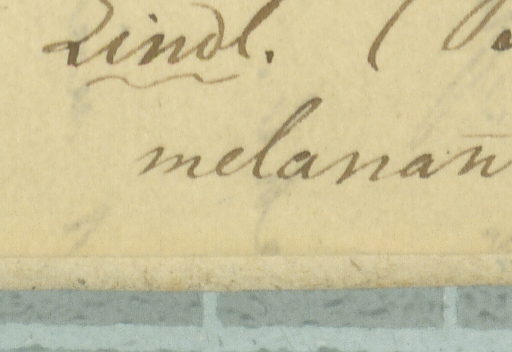 Lindl. (
melanan̄